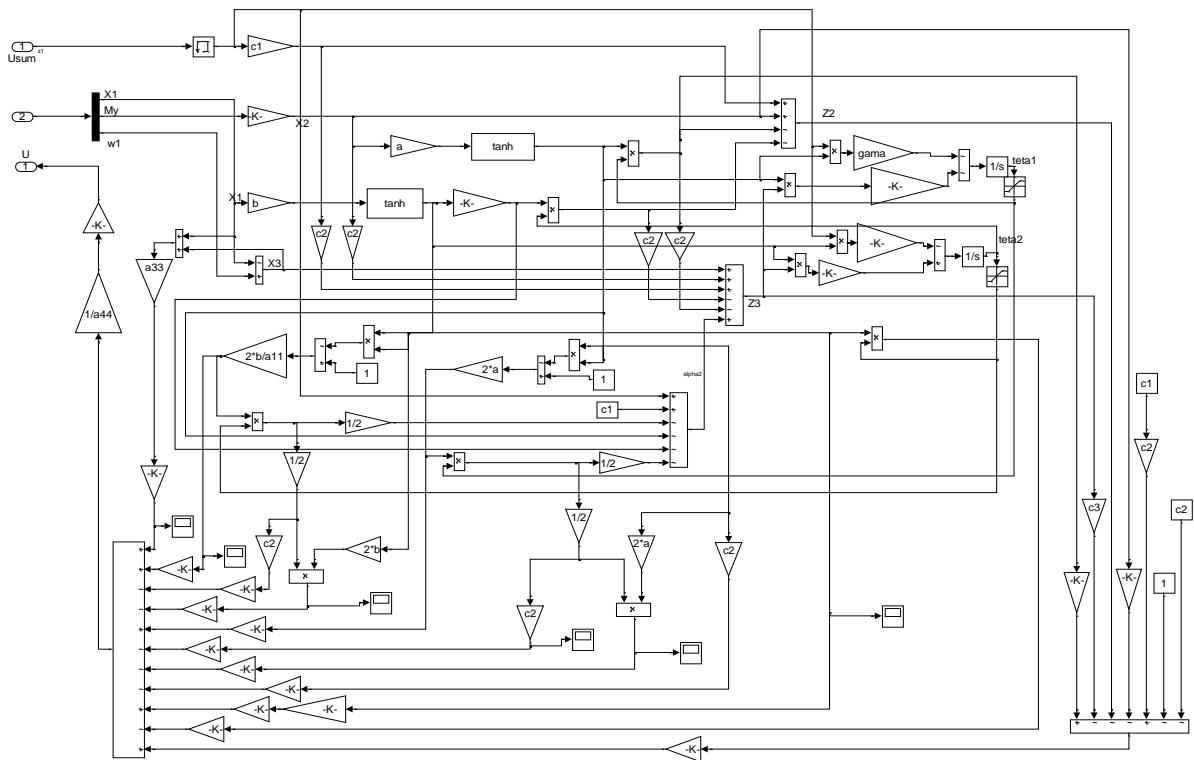 1
z1
Usum
c1
2
X1
My
w1
-K-
X2
Z2
a
tanh
×
×
gama
1/s
teta1
U
1
X1
b
tanh
-K-
×
×
-K-
-K-
c2
c2
c2
c2
×
-K-
teta2
1/s
X3
×
-K-
a33
1/a44
Z3
2*b/a11
×
1
2*a
×
1
×
alpha2
c1
c1
×
1/2
c2
1/2
×
1/2
-K-
c3
c2
1/2
2*a
c2
c2
2*b
-K-
×
-K-
-K-
1
-K-
-K-
×
c2
-K-
-K-
-K-
-K-
-K-
-K-
-K-
-K-